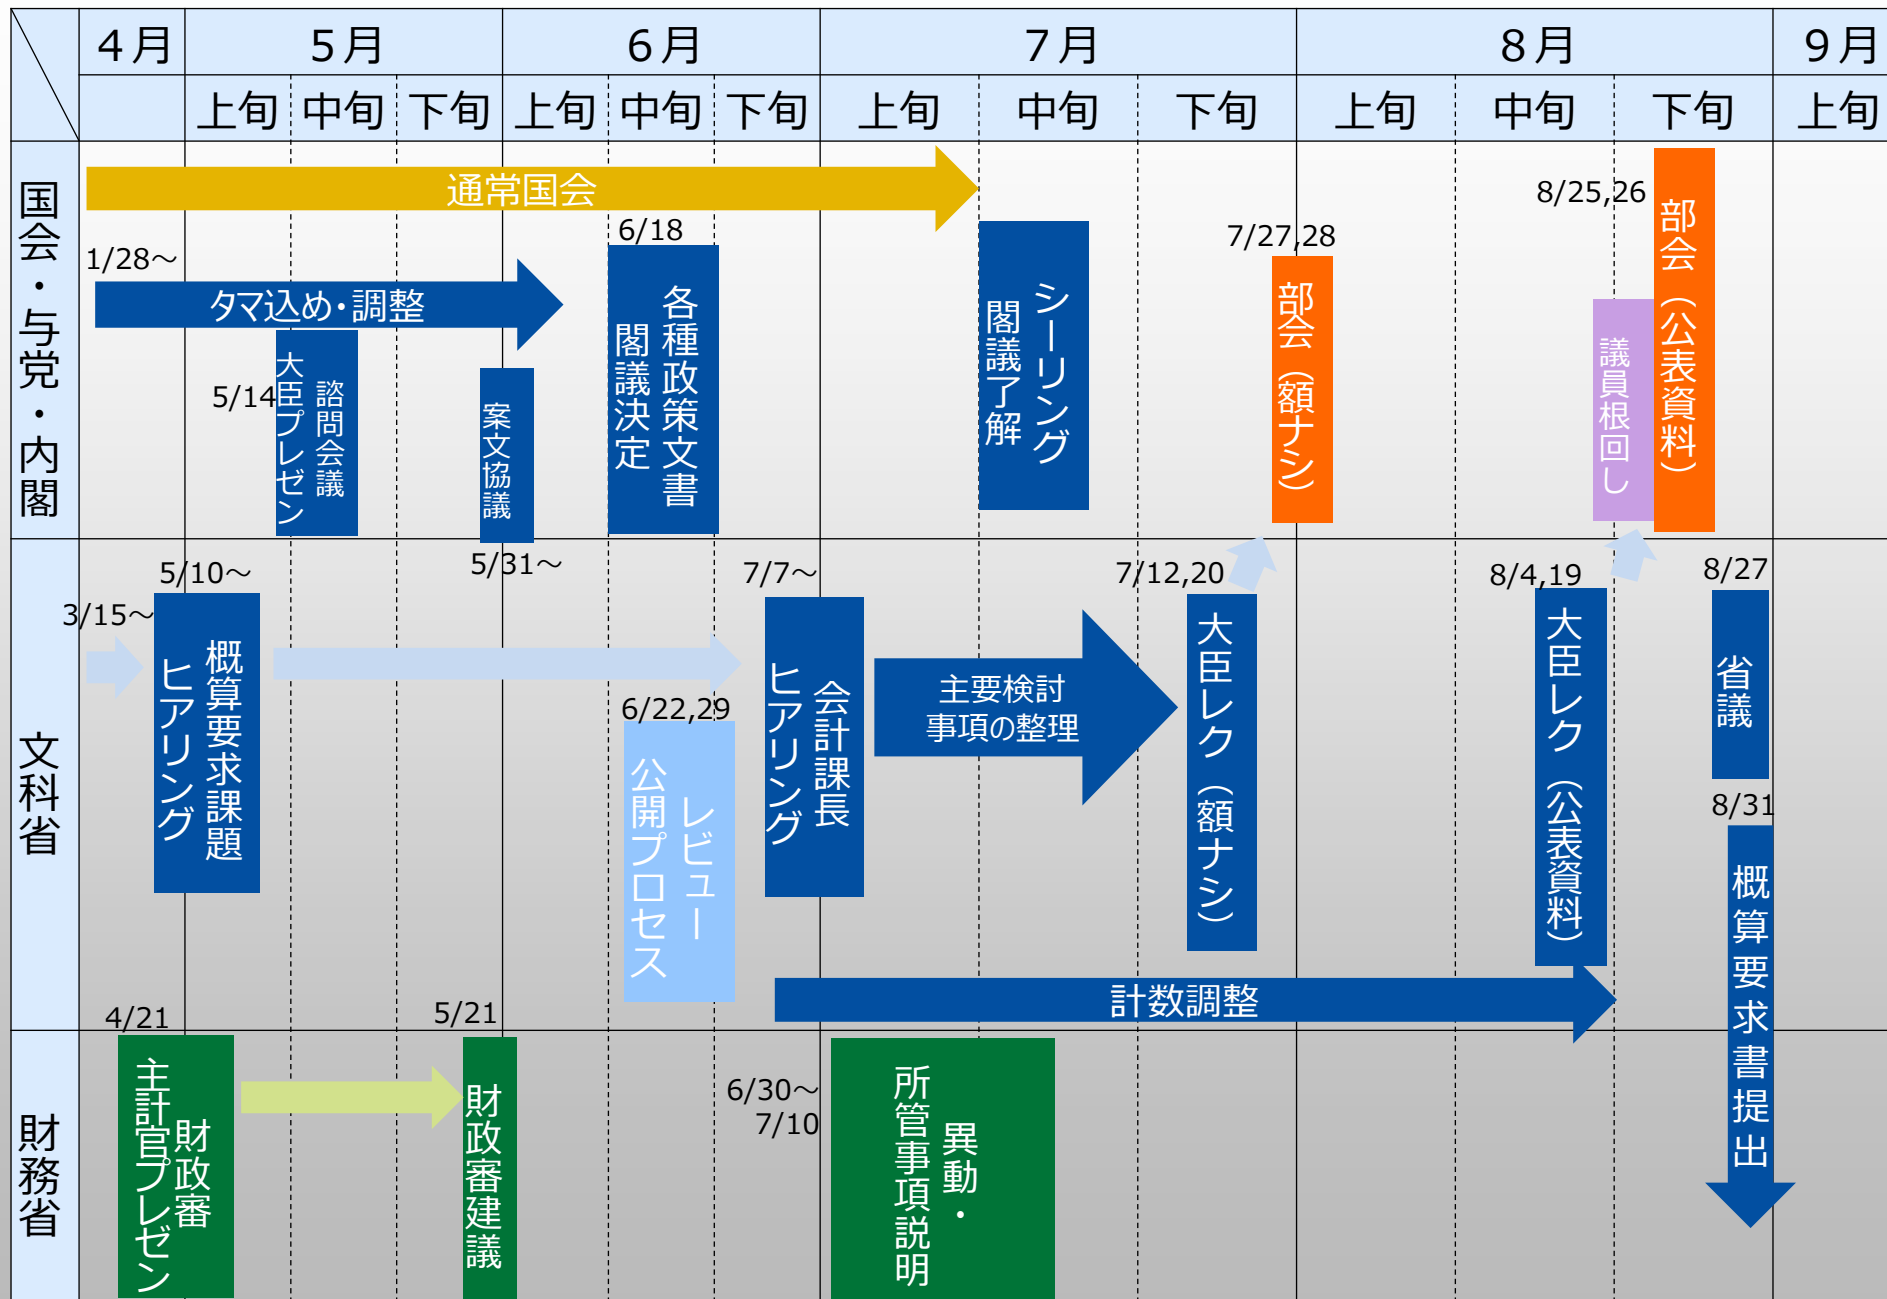 4月
5月
6月
7月
8月
9月
上旬
中旬
下旬
上旬
中旬
下旬
上旬
中旬
下旬
上旬
中旬
下旬
上旬
国会・与党・内閣
通常国会
1/28～
タマ込め・調整
5/14
諮問会議
大臣プレゼン
案文協議
5/31～
6/18
各種政策文書
閣議決定
シーリング
閣議了解
7/27,28
部会（額ナシ）
8/25,26
議員根回し
部会（公表資料）
文科省
3/15～
5/10～
概算要求課題
ヒアリング
6/22,29
レビュー
公開プロセス
7/7～
会計課長
ヒアリング
主要検討
事項の整理
7/12,20
大臣レク（額ナシ）
8/4,19
大臣レク（公表資料）
8/27
省議
8/31
概算要求書提出
計数調整
財務省
4/21
財政審
主計官プレゼン
5/21
財政審建議
6/30～
7/10
異動・
所管事項説明